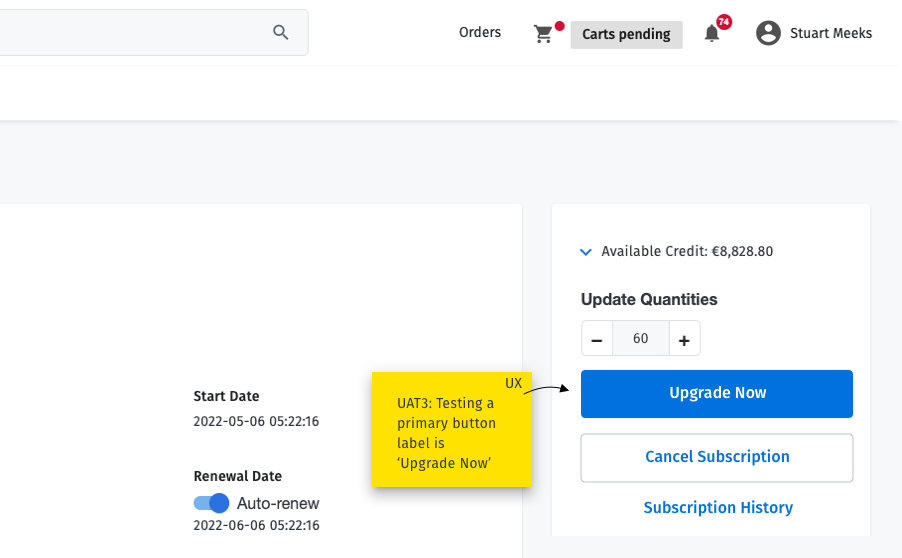 Orders
Carts pending
74
Stuart Meeks
Available Credit: €8,828.80
Update Quantities
− 60 +
Upgrade Now
Cancel Subscription
Subscription History
UX
UAT3: Testing a
primary button
label is
‘Upgrade Now’
Start Date
2022-05-06 05:22:16
Renewal Date
Auto-renew
2022-06-06 05:22:16